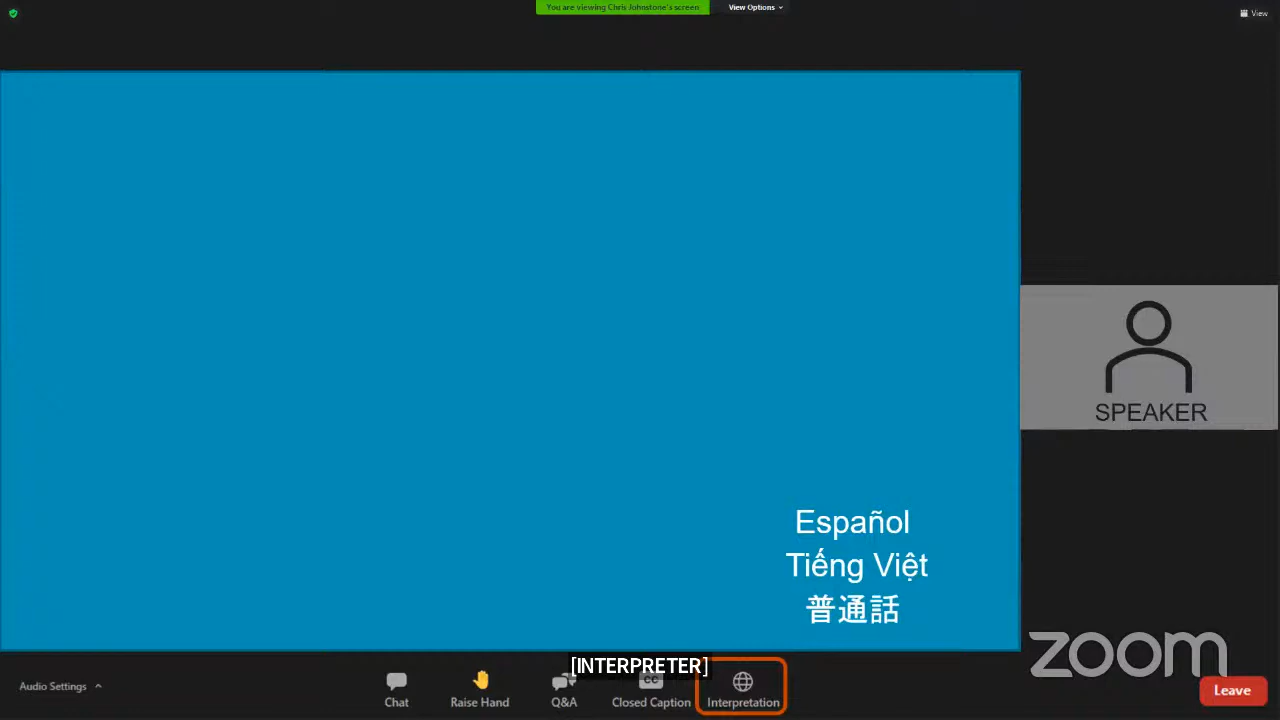 You are viewing Chris Johnstone's screen
View Options
View
SPEAKER
Español
Tiếng Việt
普通話
zoom
[INTERPRETER]
Audio Settings
Chat
Raise Hand
Q&A
CC
Closed Caption
Interpretation
Leave